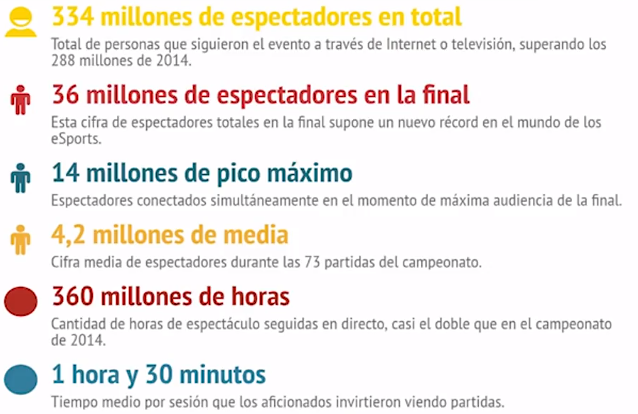 334 millones de espectadores en total
Total de personas que siguieron el evento a través de Internet o televisión, superando los
288 millones de 2014.
36 millones de espectadores en la final
Esta cifra de espectadores totales en la final supone un nuevo récord en el mundo de los
eSports.
14 millones de pico máximo
Espectadores conectados simultáneamente en el momento de máxima audiencia de la final.
4,2 millones de media
Cifra media de espectadores durante las 73 partidas del campeonato.
360 millones de horas
Cantidad de horas de espectáculo seguidas en directo, casi el doble que en el campeonato
de 2014.
1 hora y 30 minutos
Tiempo medio por sesión que los aficionados invirtieron viendo partidas.